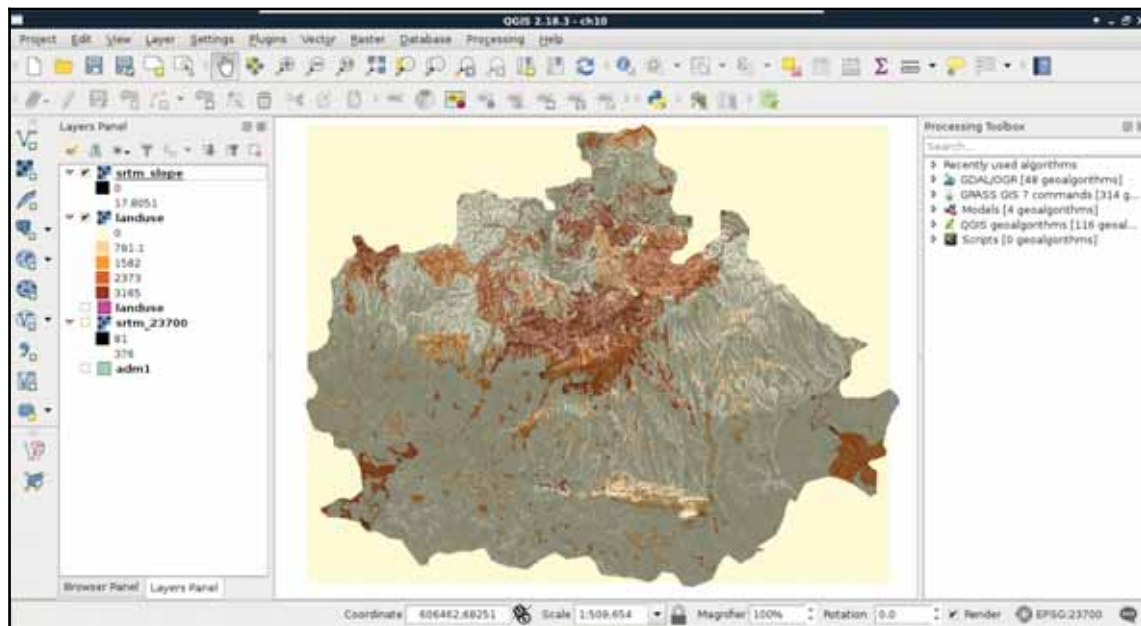 QGIS 2.18.3 - ch10
Project Edit View Layer Settings Plugins Vector Raster Database Processing Help
Layers Panel
srtm_slope
0
17.8051
landuse
0
791.1
1582
2373
3165
landuse
srtm_23700
81
376
adm1
Browser Panel Layers Panel
Processing Toolbox
Search...
Recently used algorithms
GDAL/OGR [48 geoalgorithms]
GRASS GIS 7 commands [314 g...
Models [4 geoalgorithms]
QGIS geoalgorithms [116 geoal...
Scripts [0 geoalgorithms]
Coordinate 606462,68251 Scale 1:509.654 Magnifier 100% Rotation 0.0 Render EPSG:23700